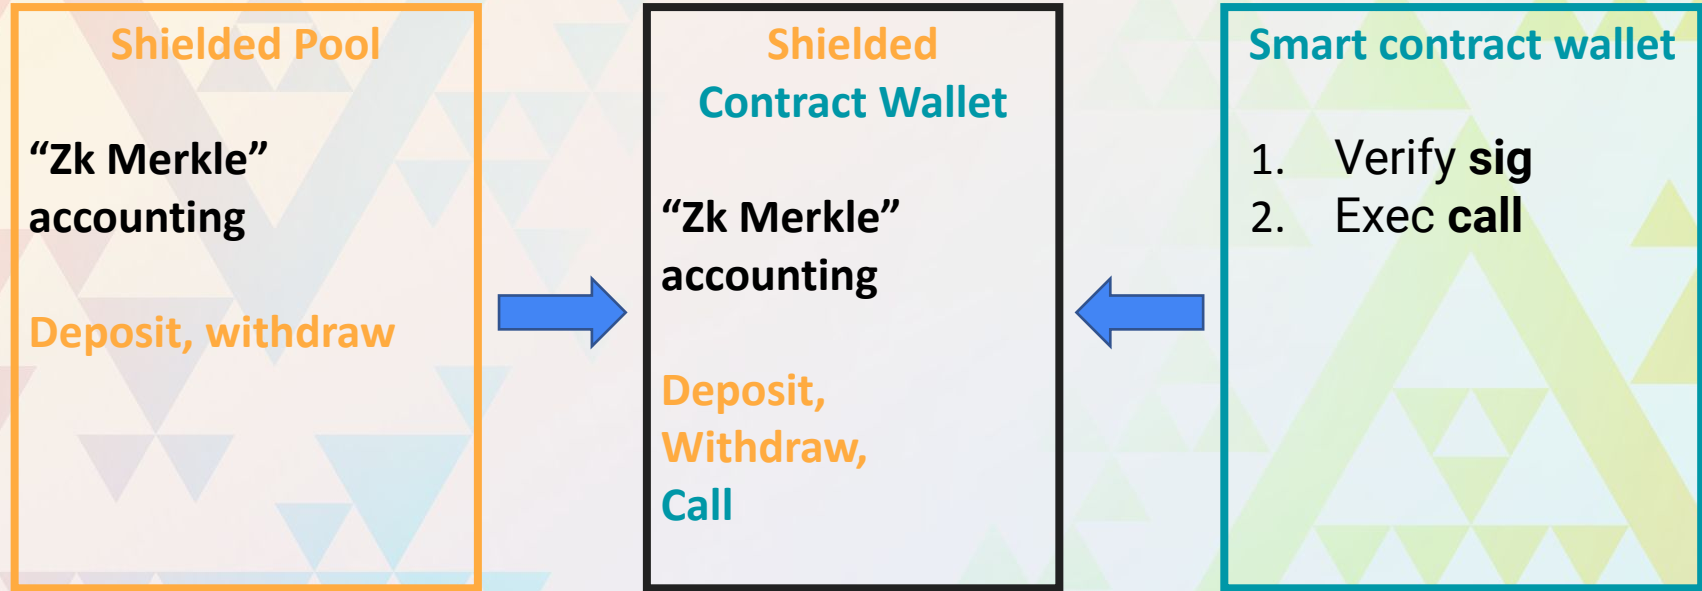 Shielded Pool
“Zk Merkle”
accounting
Deposit, withdraw
Shielded
Contract Wallet
“Zk Merkle”
accounting
Deposit,
Withdraw,
Call
Smart contract wallet
1. Verify sig
2. Exec call